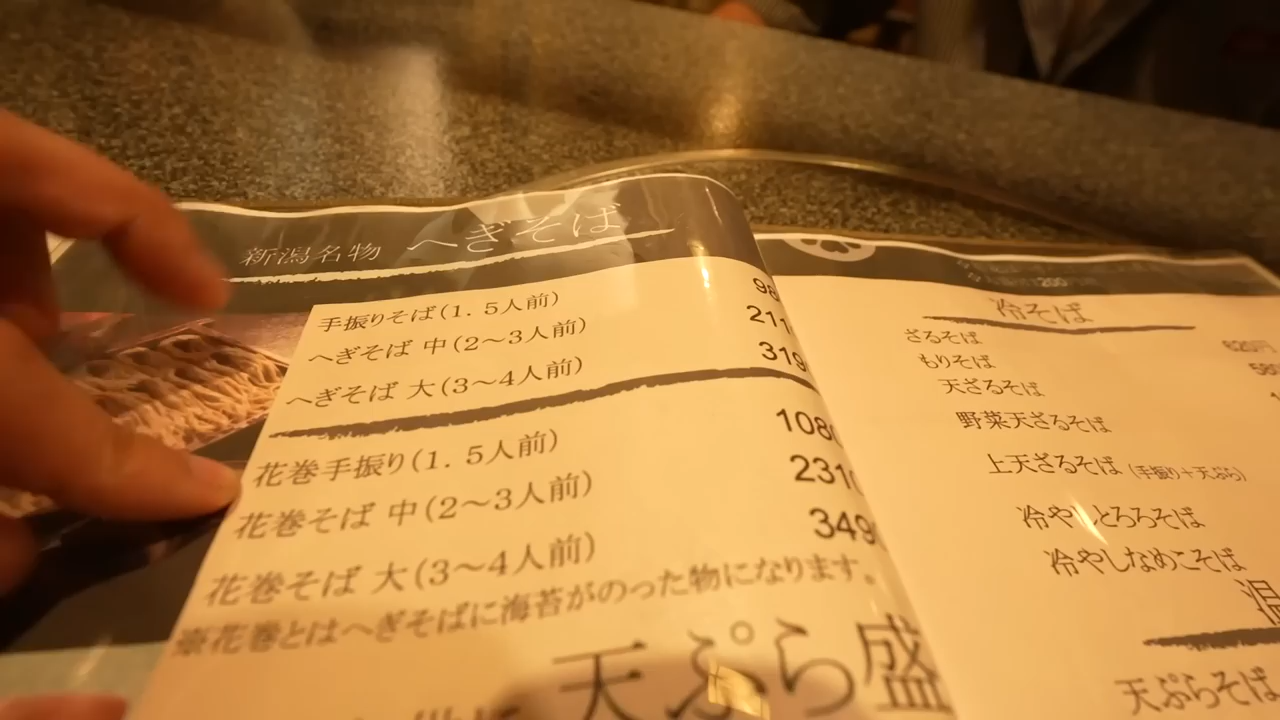 新潟名物 へぎそば
手振りそば(1.5人前) 98
へぎそば 中(2〜3人前) 211
へぎそば 大(3〜4人前) 319
花巻手振り(1.5人前) 108
花巻そば 中(2〜3人前) 231
花巻そば 大(3〜4人前) 349
花巻とはへぎそばに海苔がのった物になります。
天ぷら盛
冷そば
ざるそば
もりそば
天ざるそば
野菜天ざるそば
上天ざるそば (手振り+天ぷら)
冷やしとろろそば
冷やしなめこそば
温
天ぷらそば